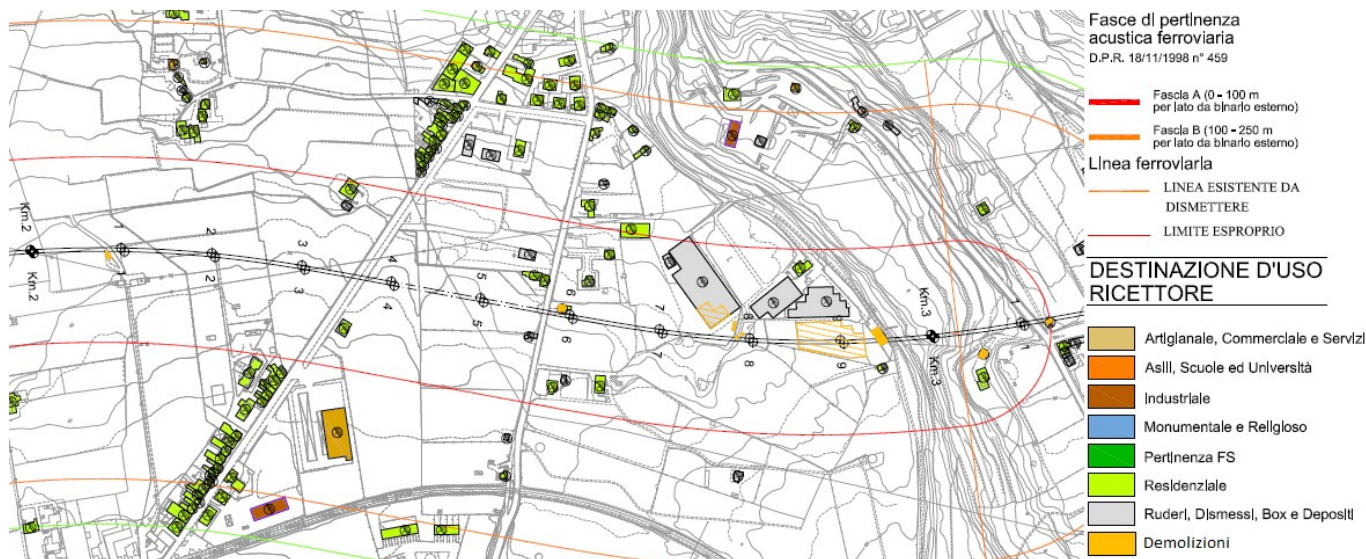 Fasce di pertinenza
acustica ferroviaria
D.P.R. 18/11/1998 n° 459
Fascia A (0 - 100 m
per lato da binario esterno)
Fascia B (100 - 250 m
per lato da binario esterno)
Linea ferroviaria
LINEA ESISTENTE DA
DISMETTERE
LIMITE ESPROPRIO
DESTINAZIONE D'USO
RICETTORE
Artigianale, Commerciale e Servizi
Asili, Scuole ed Università
Industriale
Monumentale e Religioso
Pertinenza FS
Residenziale
Ruderi, Dismessi, Box e Depositi
Demolizioni
Km.2
Km.2
1
1
2
2
3
3
4
4
5
5
6
6
7
7
8
8
9
Km.3
Km.3
1
1